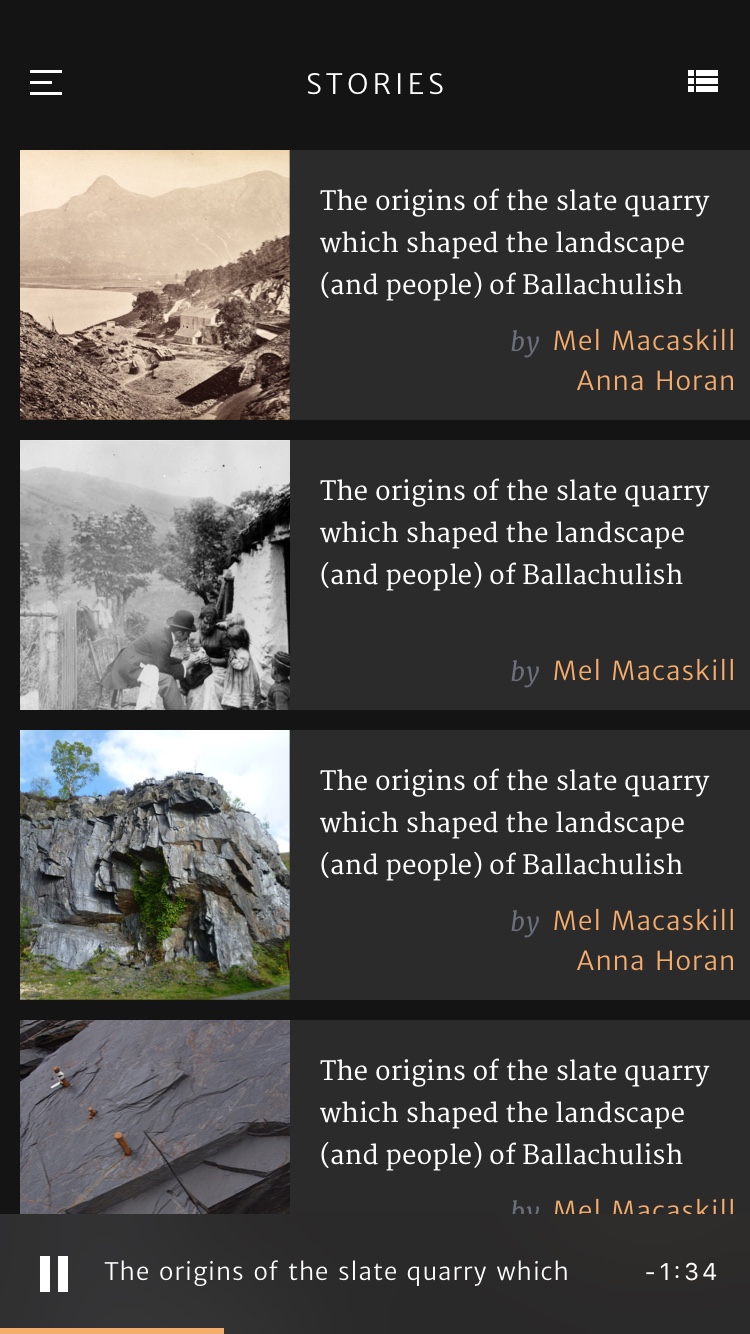 STORIES
The origins of the slate quarry
which shaped the landscape
(and people) of Ballachulish
by Mel Macaskill
Anna Horan
The origins of the slate quarry
which shaped the landscape
(and people) of Ballachulish
by Mel Macaskill
The origins of the slate quarry
which shaped the landscape
(and people) of Ballachulish
by Mel Macaskill
Anna Horan
The origins of the slate quarry
which shaped the landscape
(and people) of Ballachulish
by Mel Macaskill
The origins of the slate quarry which
-1:34